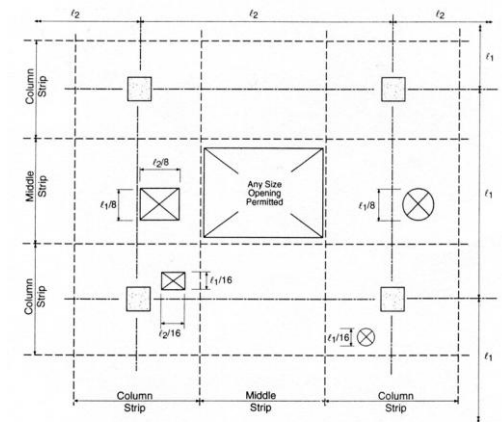 ℓ2
ℓ2
ℓ2
ℓ1
Column
Strip
ℓ2/8
Middle
Strip
ℓ1/8
Any Size
Opening
Permitted
ℓ1/8
ℓ1
Column
Strip
ℓ1/16
ℓ2/16
ℓ1/16
ℓ1
Column
Strip
Middle
Strip
Column
Strip